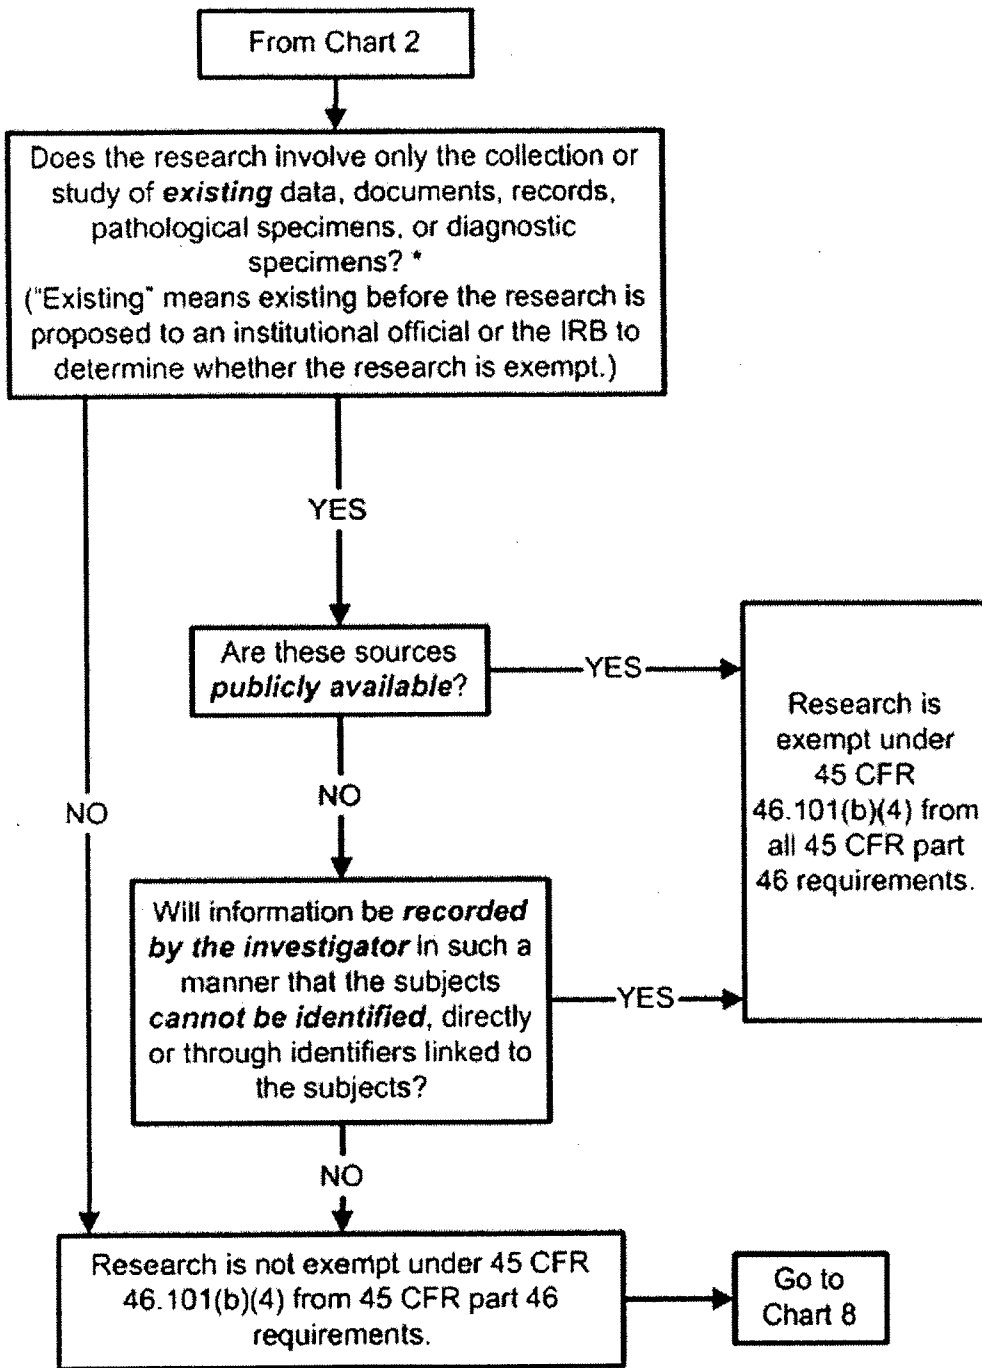 From Chart 2
Does the research involve only the collection or
study of existing data, documents, records,
pathological specimens, or diagnostic
specimens? *
("Existing" means existing before the research is
proposed to an institutional official or the IRB to
determine whether the research is exempt.)
YES
Are these sources
publicly available?
YES
Research is
exempt under
45 CFR
46.101(b)(4) from
all 45 CFR part
46 requirements.
NO
NO
Will information be recorded
by the investigator in such a
manner that the subjects
cannot be identified, directly
or through identifiers linked to
the subjects?
YES
NO
Research is not exempt under 45 CFR
46.101(b)(4) from 45 CFR part 46
requirements.
Go to
Chart 8